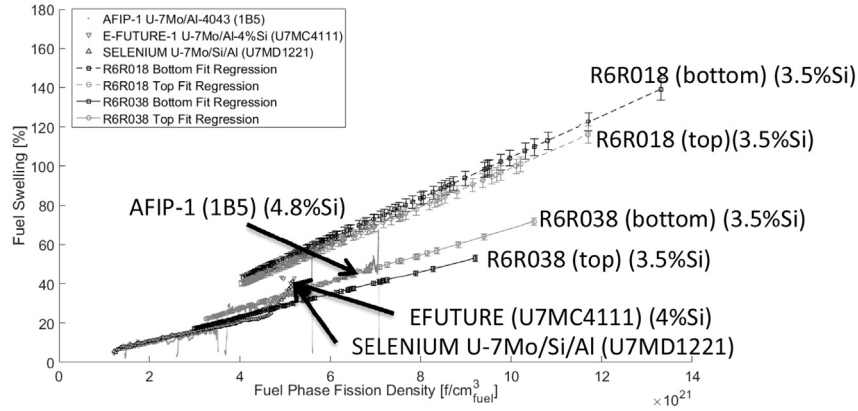 AFIP-1 U-7Mo/Al-4043 (1B5)
E-FUTURE-1 U-7Mo/Al-4%Si (U7MC4111)
SELENIUM U-7Mo/Si/Al (U7MD1221)
R6R018 Bottom Fit Regression
R6R018 Top Fit Regression
R6R038 Bottom Fit Regression
R6R038 Top Fit Regression
180
160
140
120
100
80
60
40
20
0
Fuel Swelling [%]
R6R018 (bottom) (3.5%Si)
R6R018 (top)(3.5%Si)
AFIP-1 (1B5) (4.8%Si)
R6R038 (bottom) (3.5%Si)
R6R038 (top) (3.5%Si)
EFUTURE (U7MC4111) (4%Si)
SELENIUM U-7Mo/Si/Al (U7MD1221)
0 2 4 6 8 10 12 14
Fuel Phase Fission Density [f/cm³fuel]
× 10²¹